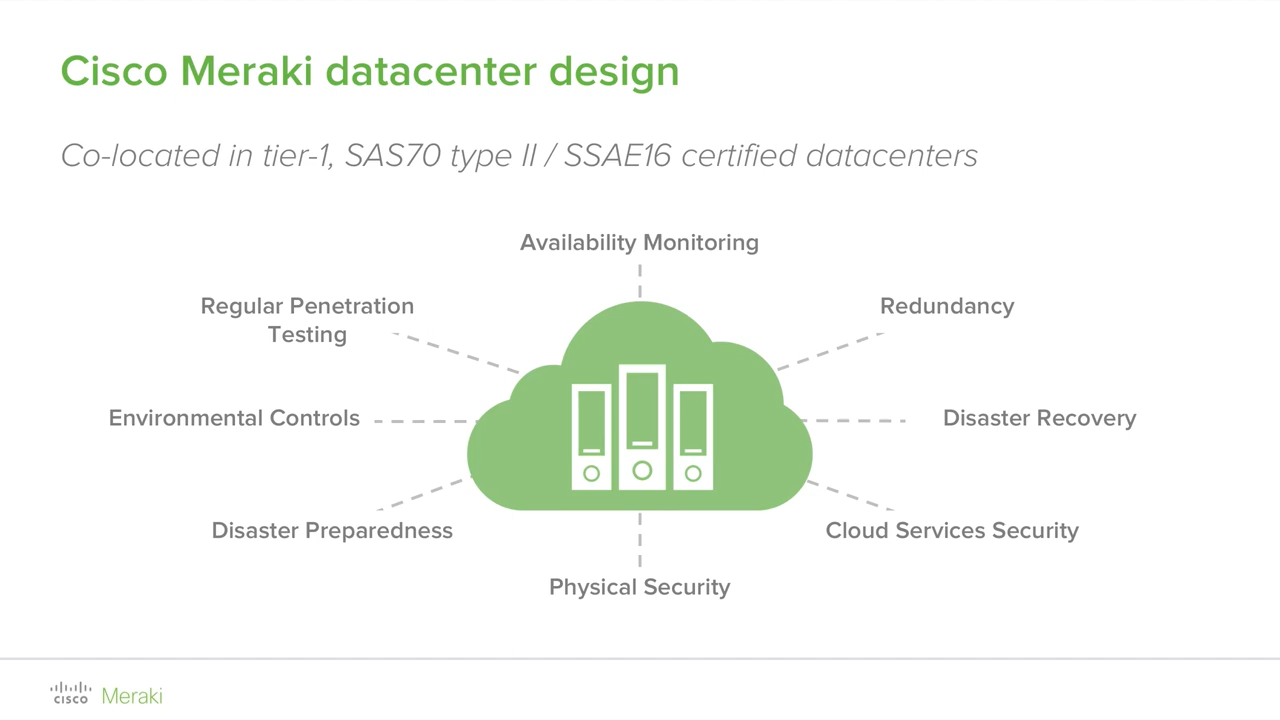 Cisco Meraki datacenter design
Co-located in tier-1, SAS70 type II / SSAE16 certified datacenters
Availability Monitoring
Regular Penetration
Testing
Redundancy
Environmental Controls
Disaster Recovery
Disaster Preparedness
Cloud Services Security
Physical Security
cisco Meraki